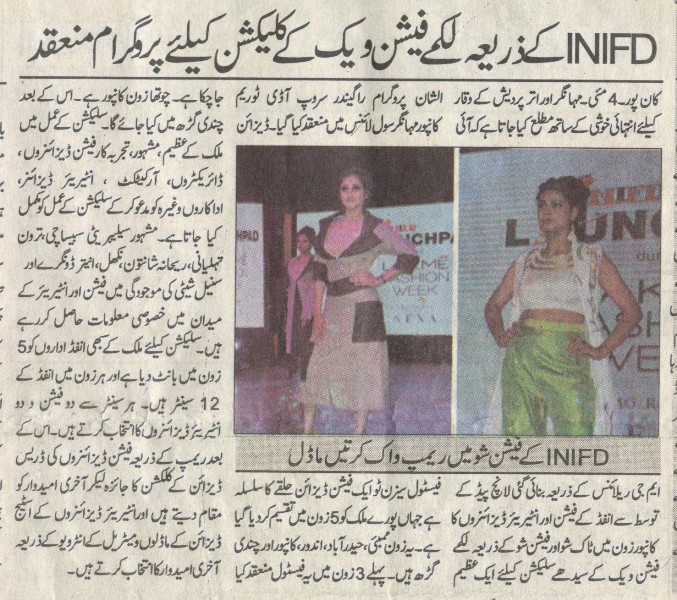 INIFD کے ذریعہ لکمے فیشن ویک کے کلیکشن کیلئے پروگرام منعقد
کان پور۔ 4 مئی۔ مہانگر اور اتر پردیش کے وقار
کیلئے انتہائی خوشی کے ساتھ مطلع کیا جاتا ہے کہ آئی
ایم جی ریلائنس کے ذریعہ بنائی گئی لانچ پیڈ کے
توسط سے انفڈ کے فیشن اور انٹیریئر ڈیزائنروں کا
کانپور زون میں ٹاک شو اور فیشن شو کے ذریعہ لکمے
فیشن ویک کے سیدھے سلیکشن کیلئے ایک عظیم
الشان پروگرام راگیندر سروپ آڈی ٹوریم
کانپور مہانگر سول لائنس میں منعقد کیا گیا۔ ڈیزائن
فیسٹول سیزن ٹو ایک فیشن ڈیزائن حلقے کا سلسلہ
ہے جہاں پورے ملک کو 5 زون میں تقسیم کر دیا گیا
ہے۔ یہ زون ممبئی، حیدرآباد، اندور، کانپور اور چندی
گڑھ ہیں۔ پہلے 3 زون میں یہ فیسٹول منعقد کیا
جا چکا ہے۔ چوتھا زون کانپور ہے۔ اس کے بعد
چندی گڑھ میں کیا جائے گا۔ سلیکشن کے عمل میں
ملک کے عظیم، مشہور، تجربہ کار فیشن ڈیزائنروں،
ڈائریکٹروں، آرکیٹکٹ، انٹیریئر ڈیزائنر،
اداکاروں وغیرہ کو مدعو کر کے سلیکشن کے عمل کو مکمل
کیا جاتا ہے۔ مشہور سیلیبریٹی سبیساچی، ترون
تہلیانی، ریحانہ شانتون نکھل، انیتر ڈونگرے اور
سنیل شیٹی کی موجودگی میں فیشن اور انٹیریئر کے
میدان میں خصوصی معلومات حاصل کر رہے
ہیں۔ سلیکشن کیلئے ملک کے بھی انفڈ اداروں کو 5
زون میں بانٹ دیا ہے اور ہر زون میں انفڈ کے
12 سینٹر ہیں۔ ہر سینٹر سے دو فیشن و دو
انٹیریئر ڈیزائنروں کا انتخاب کرتے ہیں۔ اس کے
بعد ریمپ کے ذریعہ فیشن ڈیزائنروں کی ڈریس
ڈیزائن کے کلکشن کا جائزہ لیکر آخری امیدوار کو
مقام دیتے ہیں اور انٹیریئر ڈیزائنروں کے اسٹیج
ڈیزائن کے ماڈلوں و میٹریل کے انٹرویو کے ذریعہ
آخری امیدوار کا انتخاب کرتے ہیں۔
NCHPAD
FASHION
WEEK
LAUNC
INIFD کے فیشن شو میں ریمپ واک کرتیں ماڈل